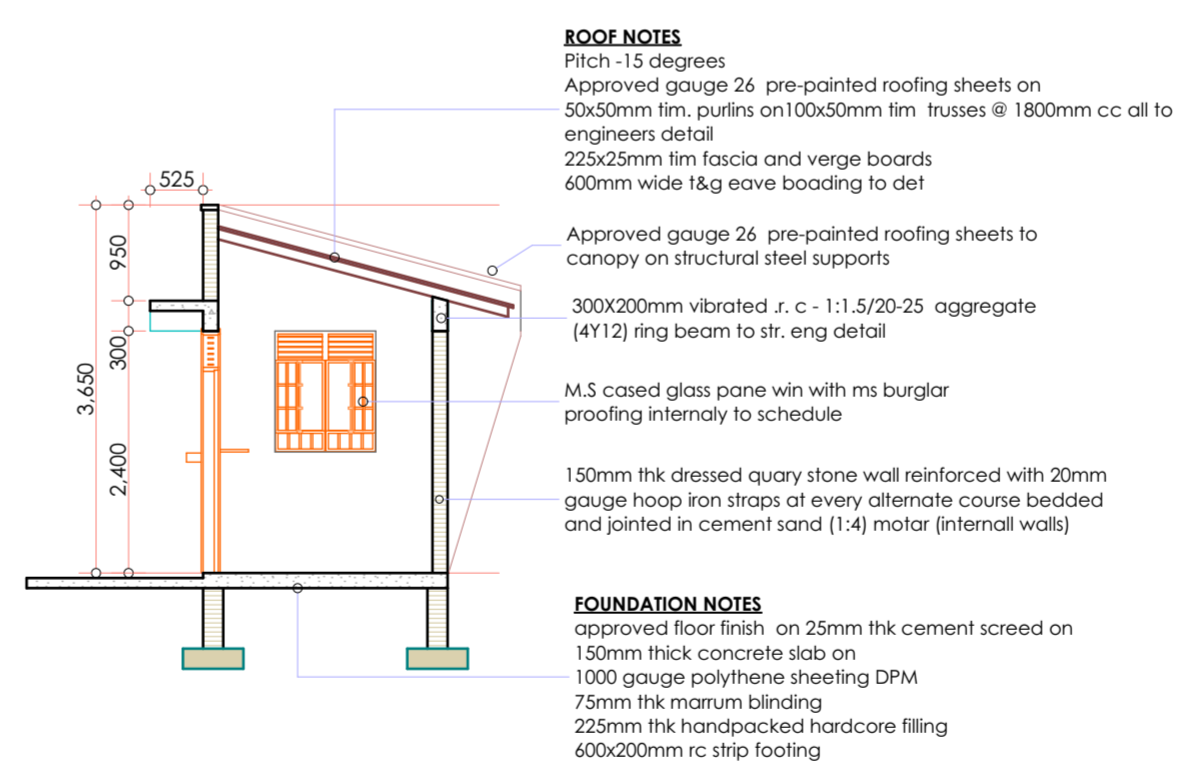 ROOF NOTES
Pitch -15 degrees
Approved gauge 26 pre-painted roofing sheets on
50x50mm tim. purlins on100x50mm tim trusses @ 1800mm cc all to
engineers detail
225x25mm tim fascia and verge boards
600mm wide t&g eave boading to det
525
950
300
3,650
2,400
Approved gauge 26 pre-painted roofing sheets to
canopy on structural steel supports
300X200mm vibrated .r. c - 1:1.5/20-25 aggregate
(4Y12) ring beam to str. eng detail
M.S cased glass pane win with ms burglar
proofing internaly to schedule
150mm thk dressed quary stone wall reinforced with 20mm
gauge hoop iron straps at every alternate course bedded
and jointed in cement sand (1:4) motar (internall walls)
FOUNDATION NOTES
approved floor finish on 25mm thk cement screed on
150mm thick concrete slab on
1000 gauge polythene sheeting DPM
75mm thk marrum blinding
225mm thk handpacked hardcore filling
600x200mm rc strip footing